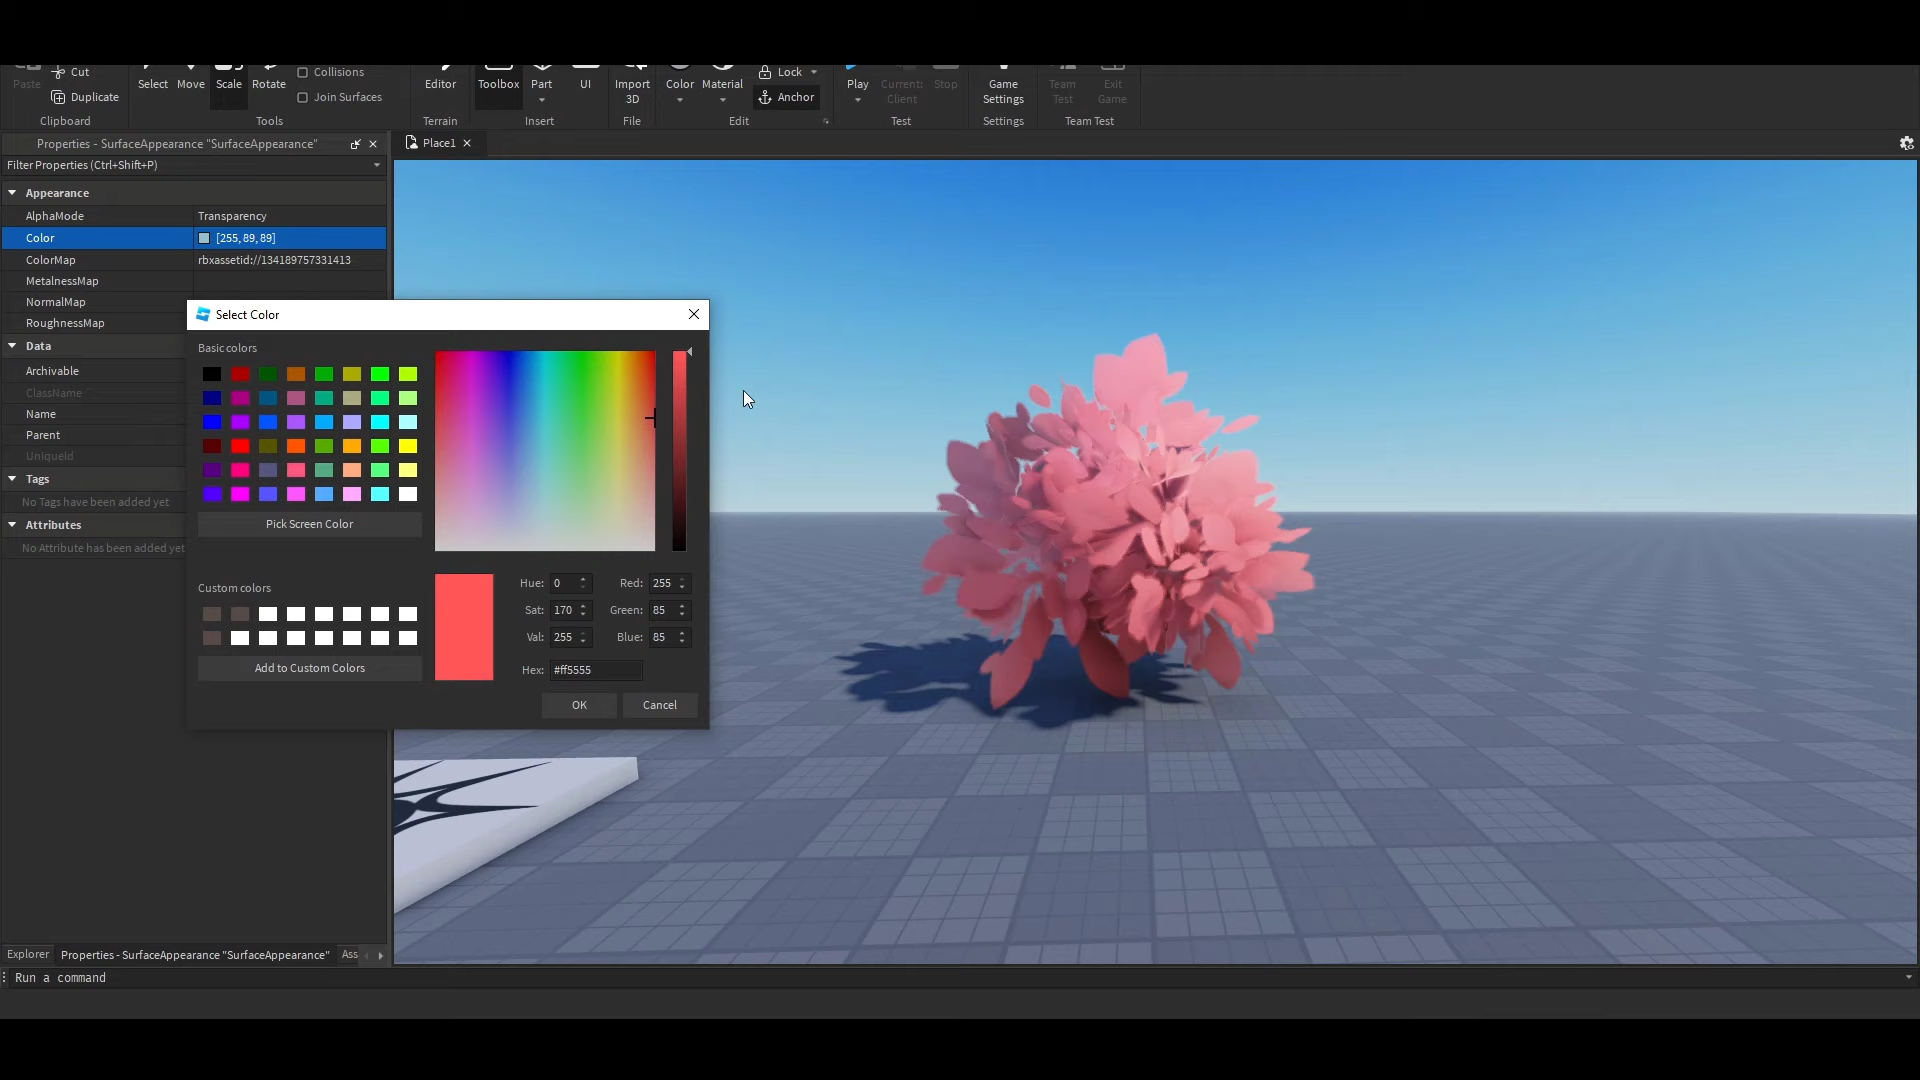 Paste
Cut
Duplicate
Clipboard
Select
Move
Scale
Rotate
Collisions
Join Surfaces
Tools
Editor
Terrain
Toolbox
Part
UI
Insert
Import
3D
File
Color
Material
Lock
Anchor
Edit
Play
Current:
Client
Stop
Test
Game
Settings
Settings
Team
Test
Exit
Game
Team Test
Properties - SurfaceAppearance "SurfaceAppearance"
Place1
Filter Properties (Ctrl+Shift+P)
Appearance
AlphaMode
Transparency
Color
[255, 89, 89]
ColorMap
rbxassetid://134189757331413
MetalnessMap
NormalMap
RoughnessMap
Data
Archivable
ClassName
Name
Parent
UniqueId
Tags
No Tags have been added yet
Attributes
No Attribute has been added yet
Select Color
Basic colors
Pick Screen Color
Custom colors
Add to Custom Colors
Hue: 0
Red: 255
Sat: 170
Green: 85
Val: 255
Blue: 85
Hex: #ff5555
OK
Cancel
Explorer
Properties - SurfaceAppearance "SurfaceAppearance"
Ass
Run a command